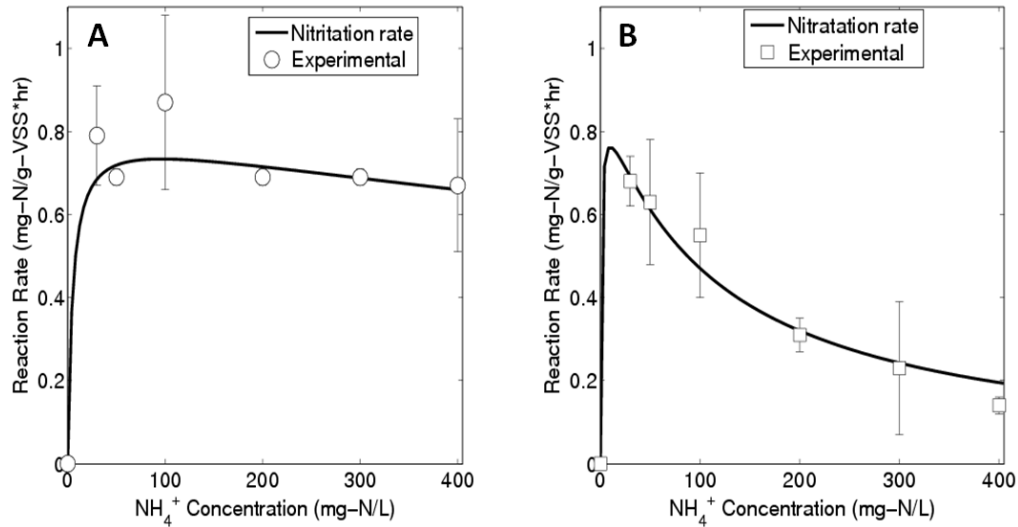 A
Nitritation rate
Experimental
1
0.8
0.6
0.4
0.2
0
Reaction Rate (mg−N/g−VSS*hr)
0 100 200 300 400
NH₄⁺ Concentration (mg−N/L)
B
Nitratation rate
Experimental
1
0.8
0.6
0.4
0.2
0
Reaction Rate (mg−N/g−VSS*hr)
0 100 200 300 400
NH₄⁺ Concentration (mg−N/L)